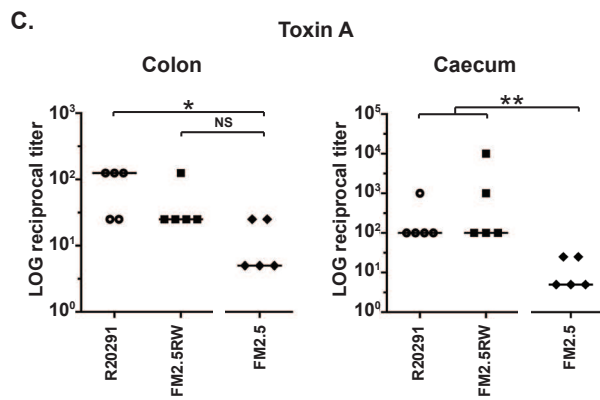 C.
Toxin A
Colon
LOG reciprocal titer
10³
10²
10¹
10⁰
*
NS
R20291
FM2.5RW
FM2.5
Caecum
LOG reciprocal titer
10⁵
10⁴
10³
10²
10¹
10⁰
**
R20291
FM2.5RW
FM2.5